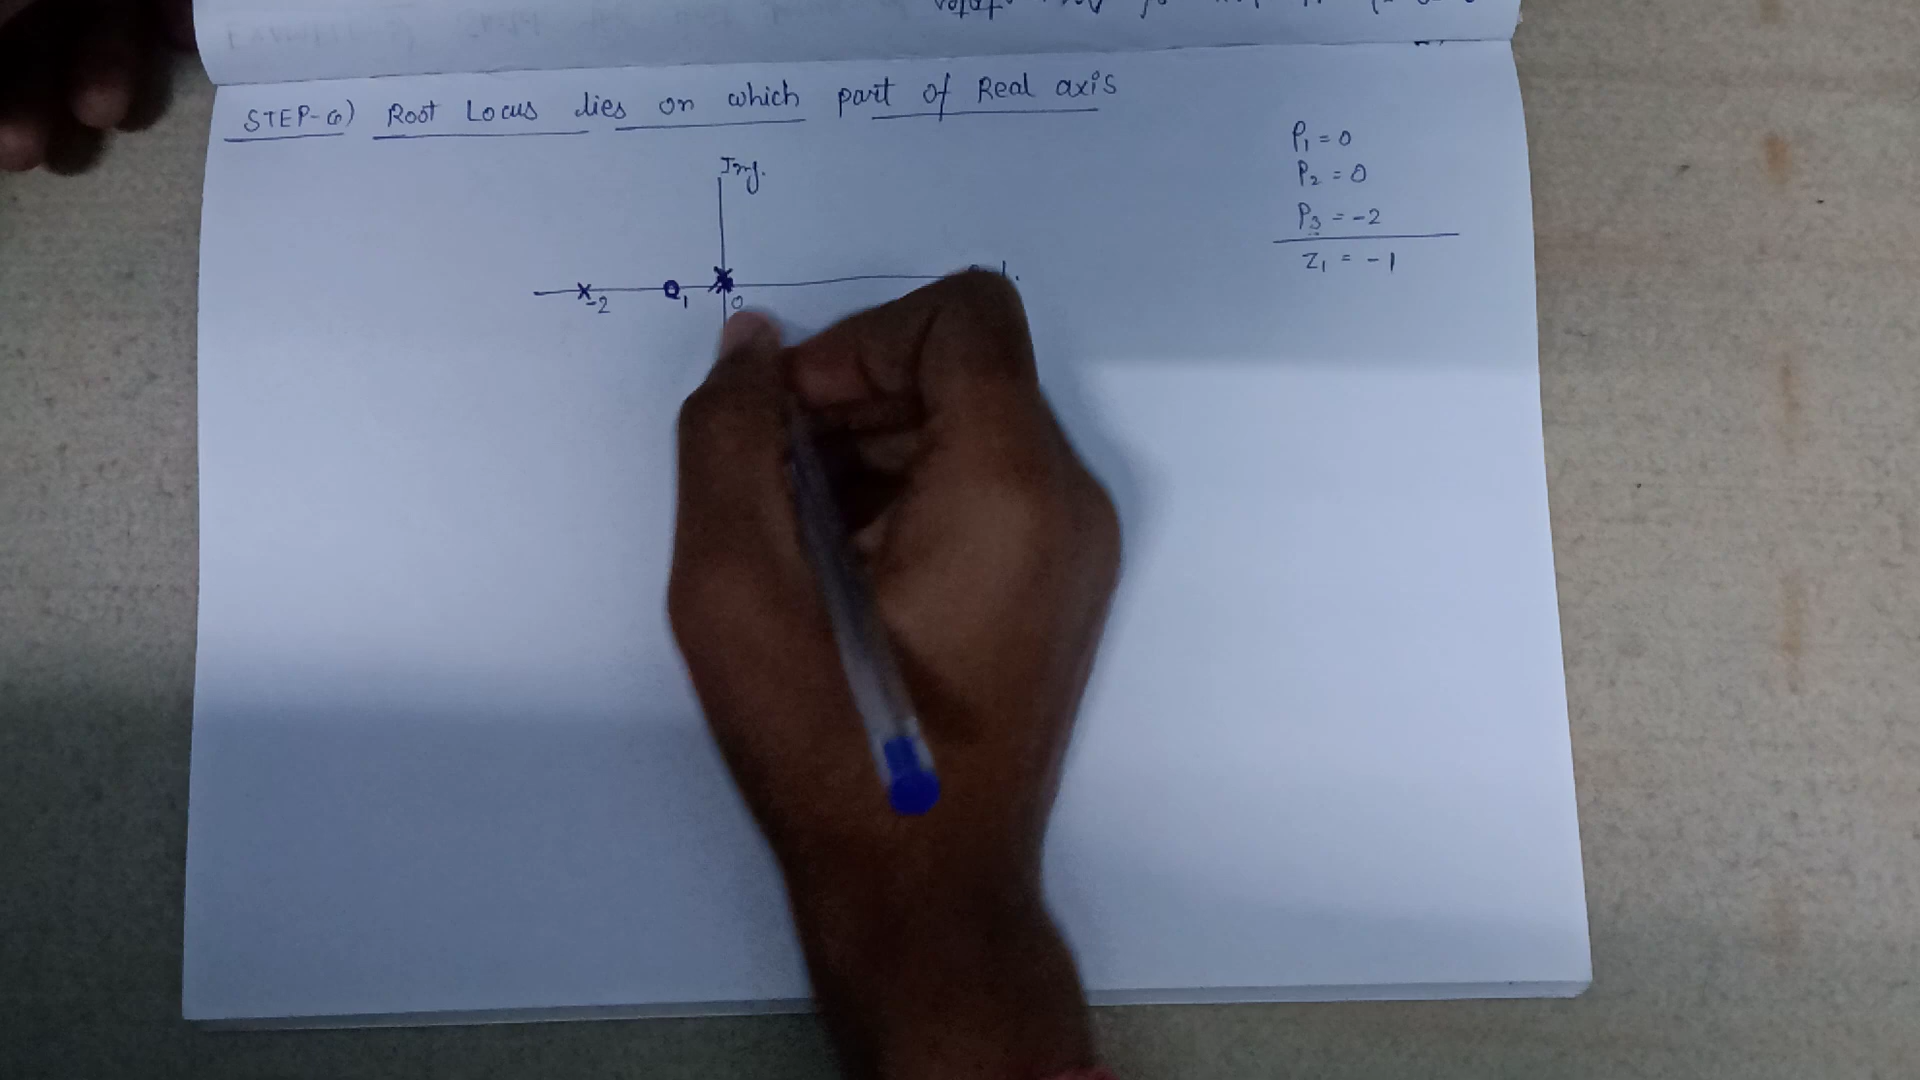 STEP-6) Root Locus lies on which part of Real axis
P1 = 0
P2 = 0
P3 = -2
Z1 = -1
Img.
-2
1
0